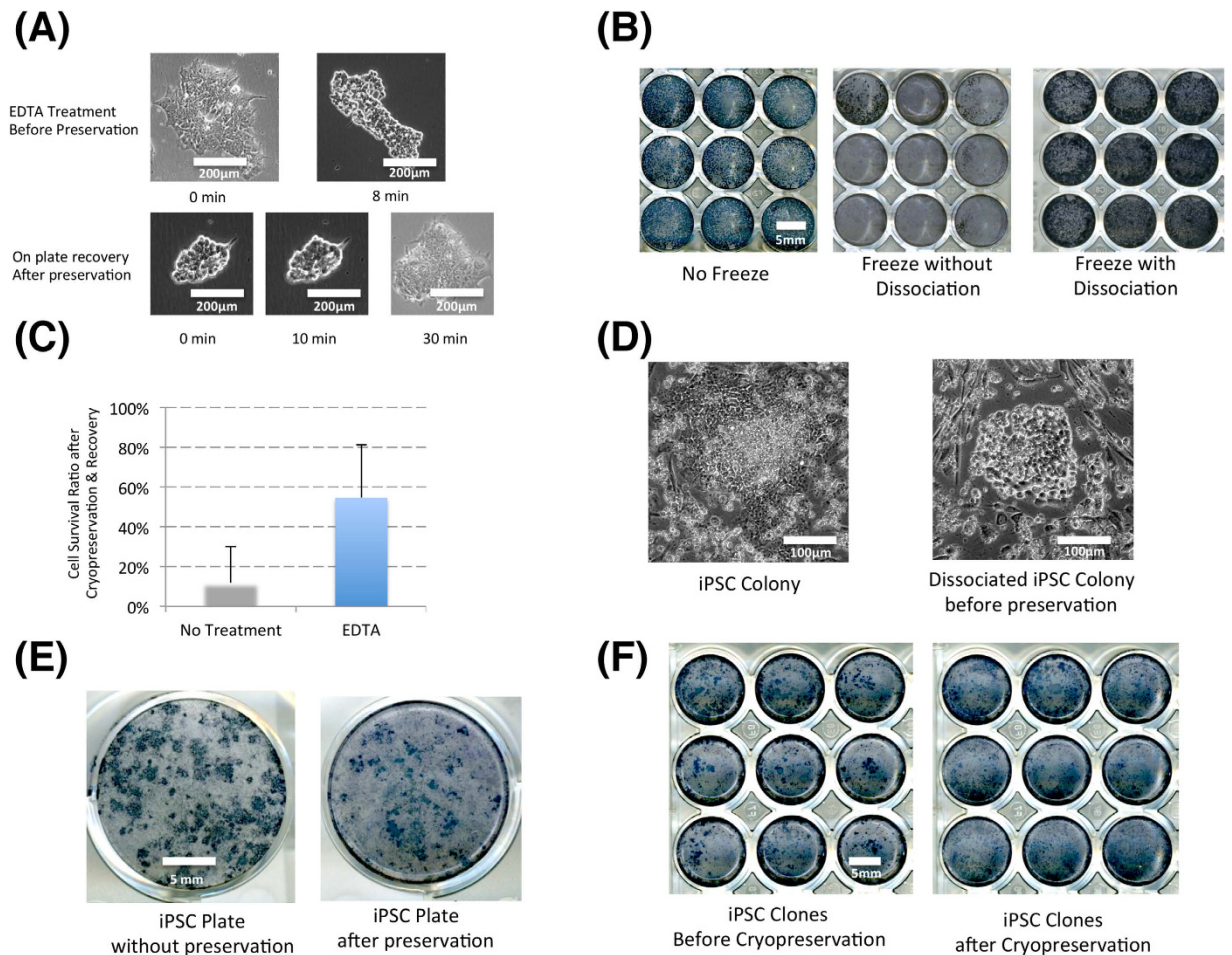 (A)
EDTA Treatment
Before Preservation
200μm
200μm
0 min
8 min
On plate recovery
After preservation
200μm
200μm
200μm
0 min
10 min
30 min
(B)
5mm
No Freeze
Freeze without
Dissociation
Freeze with
Dissociation
(C)
Cell Survival Ratio after
Cyopreservation & Recovery
100%
80%
60%
40%
20%
0%
No Treatment
EDTA
(D)
100μm
100μm
iPSC Colony
Dissociated iPSC Colony
before preservation
(E)
5 mm
iPSC Plate
without preservation
iPSC Plate
after preservation
(F)
5mm
iPSC Clones
Before Cryopreservation
iPSC Clones
after Cryopreservation